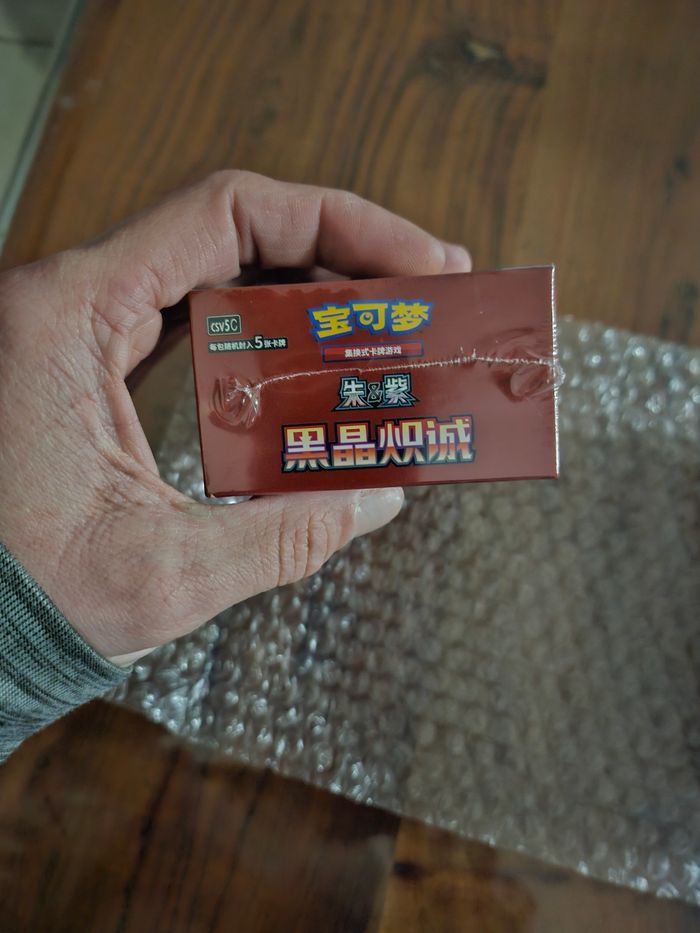 CSV5C
每包随机封入5张卡牌
宝可梦
集换式卡牌游戏
朱&紫
黑晶炽诚